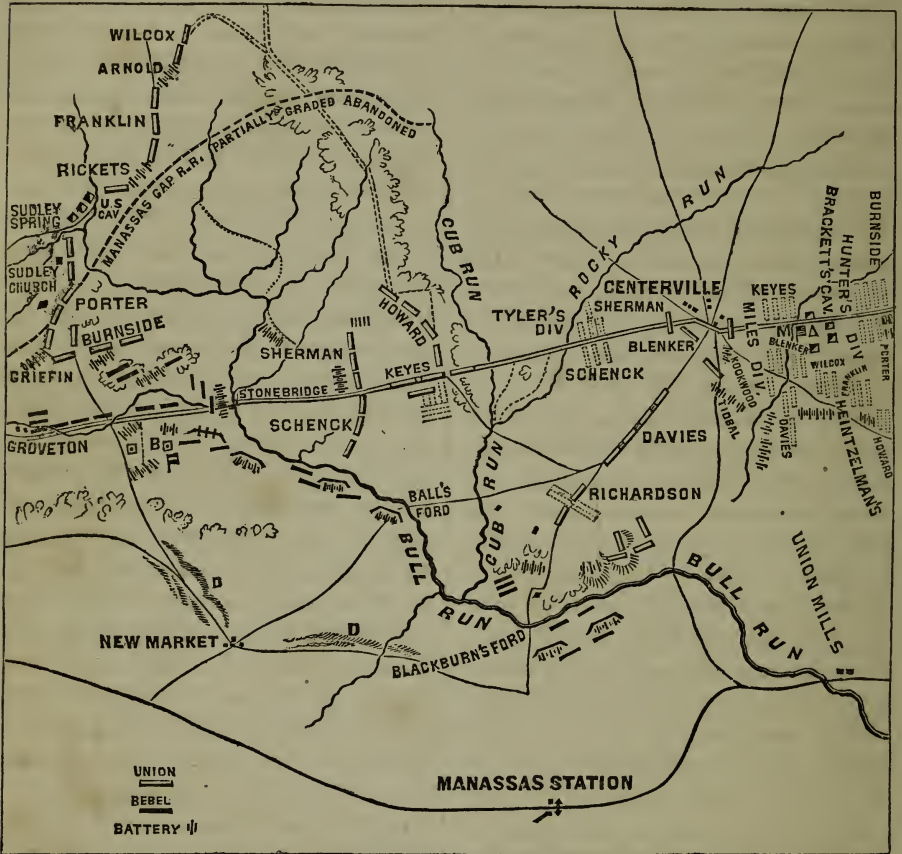 WILCOX
ARNOLD
FRANKLIN
RICKETS
U.S
CAV
SUDLEY
SPRING
SUDLEY
CHURCH
MANASSAS GAP R.R. PARTIALLY GRADED ABANDONED
PORTER
BURNSIDE
GRIFFIN
GROVETON
STONEBRIDGE
SHERMAN
SCHENCK
HOWARD
KEYES
CUB RUN
TYLER'S
DIV
ROCKY RUN
CENTERVILLE
SHERMAN
BLENKER
SCHENCK
MILES
DIV.
KEYES
BRACKETT'S CAV.
HUNTER'S
DIV
BURNSIDE
M
BLENKER
WILCOX
FRANKLIN
PORTER
HEINTZELMAN'S
HOWARD
DAVIES
TIDBAL
DAVIES
RICHARDSON
B
BALL'S
FORD
CUB RUN
BULL RUN
BULL RUN
UNION MILLS
D
NEW MARKET
D
BLACKBURN'S FORD
MANASSAS STATION
UNION
REBEL
BATTERY